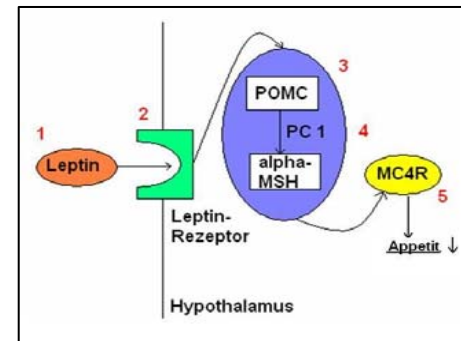 1
Leptin
2
Leptin-
Rezeptor
Hypothalamus
3
POMC
PC 1
4
alpha-
MSH
MC4R
5
Appetit ↓